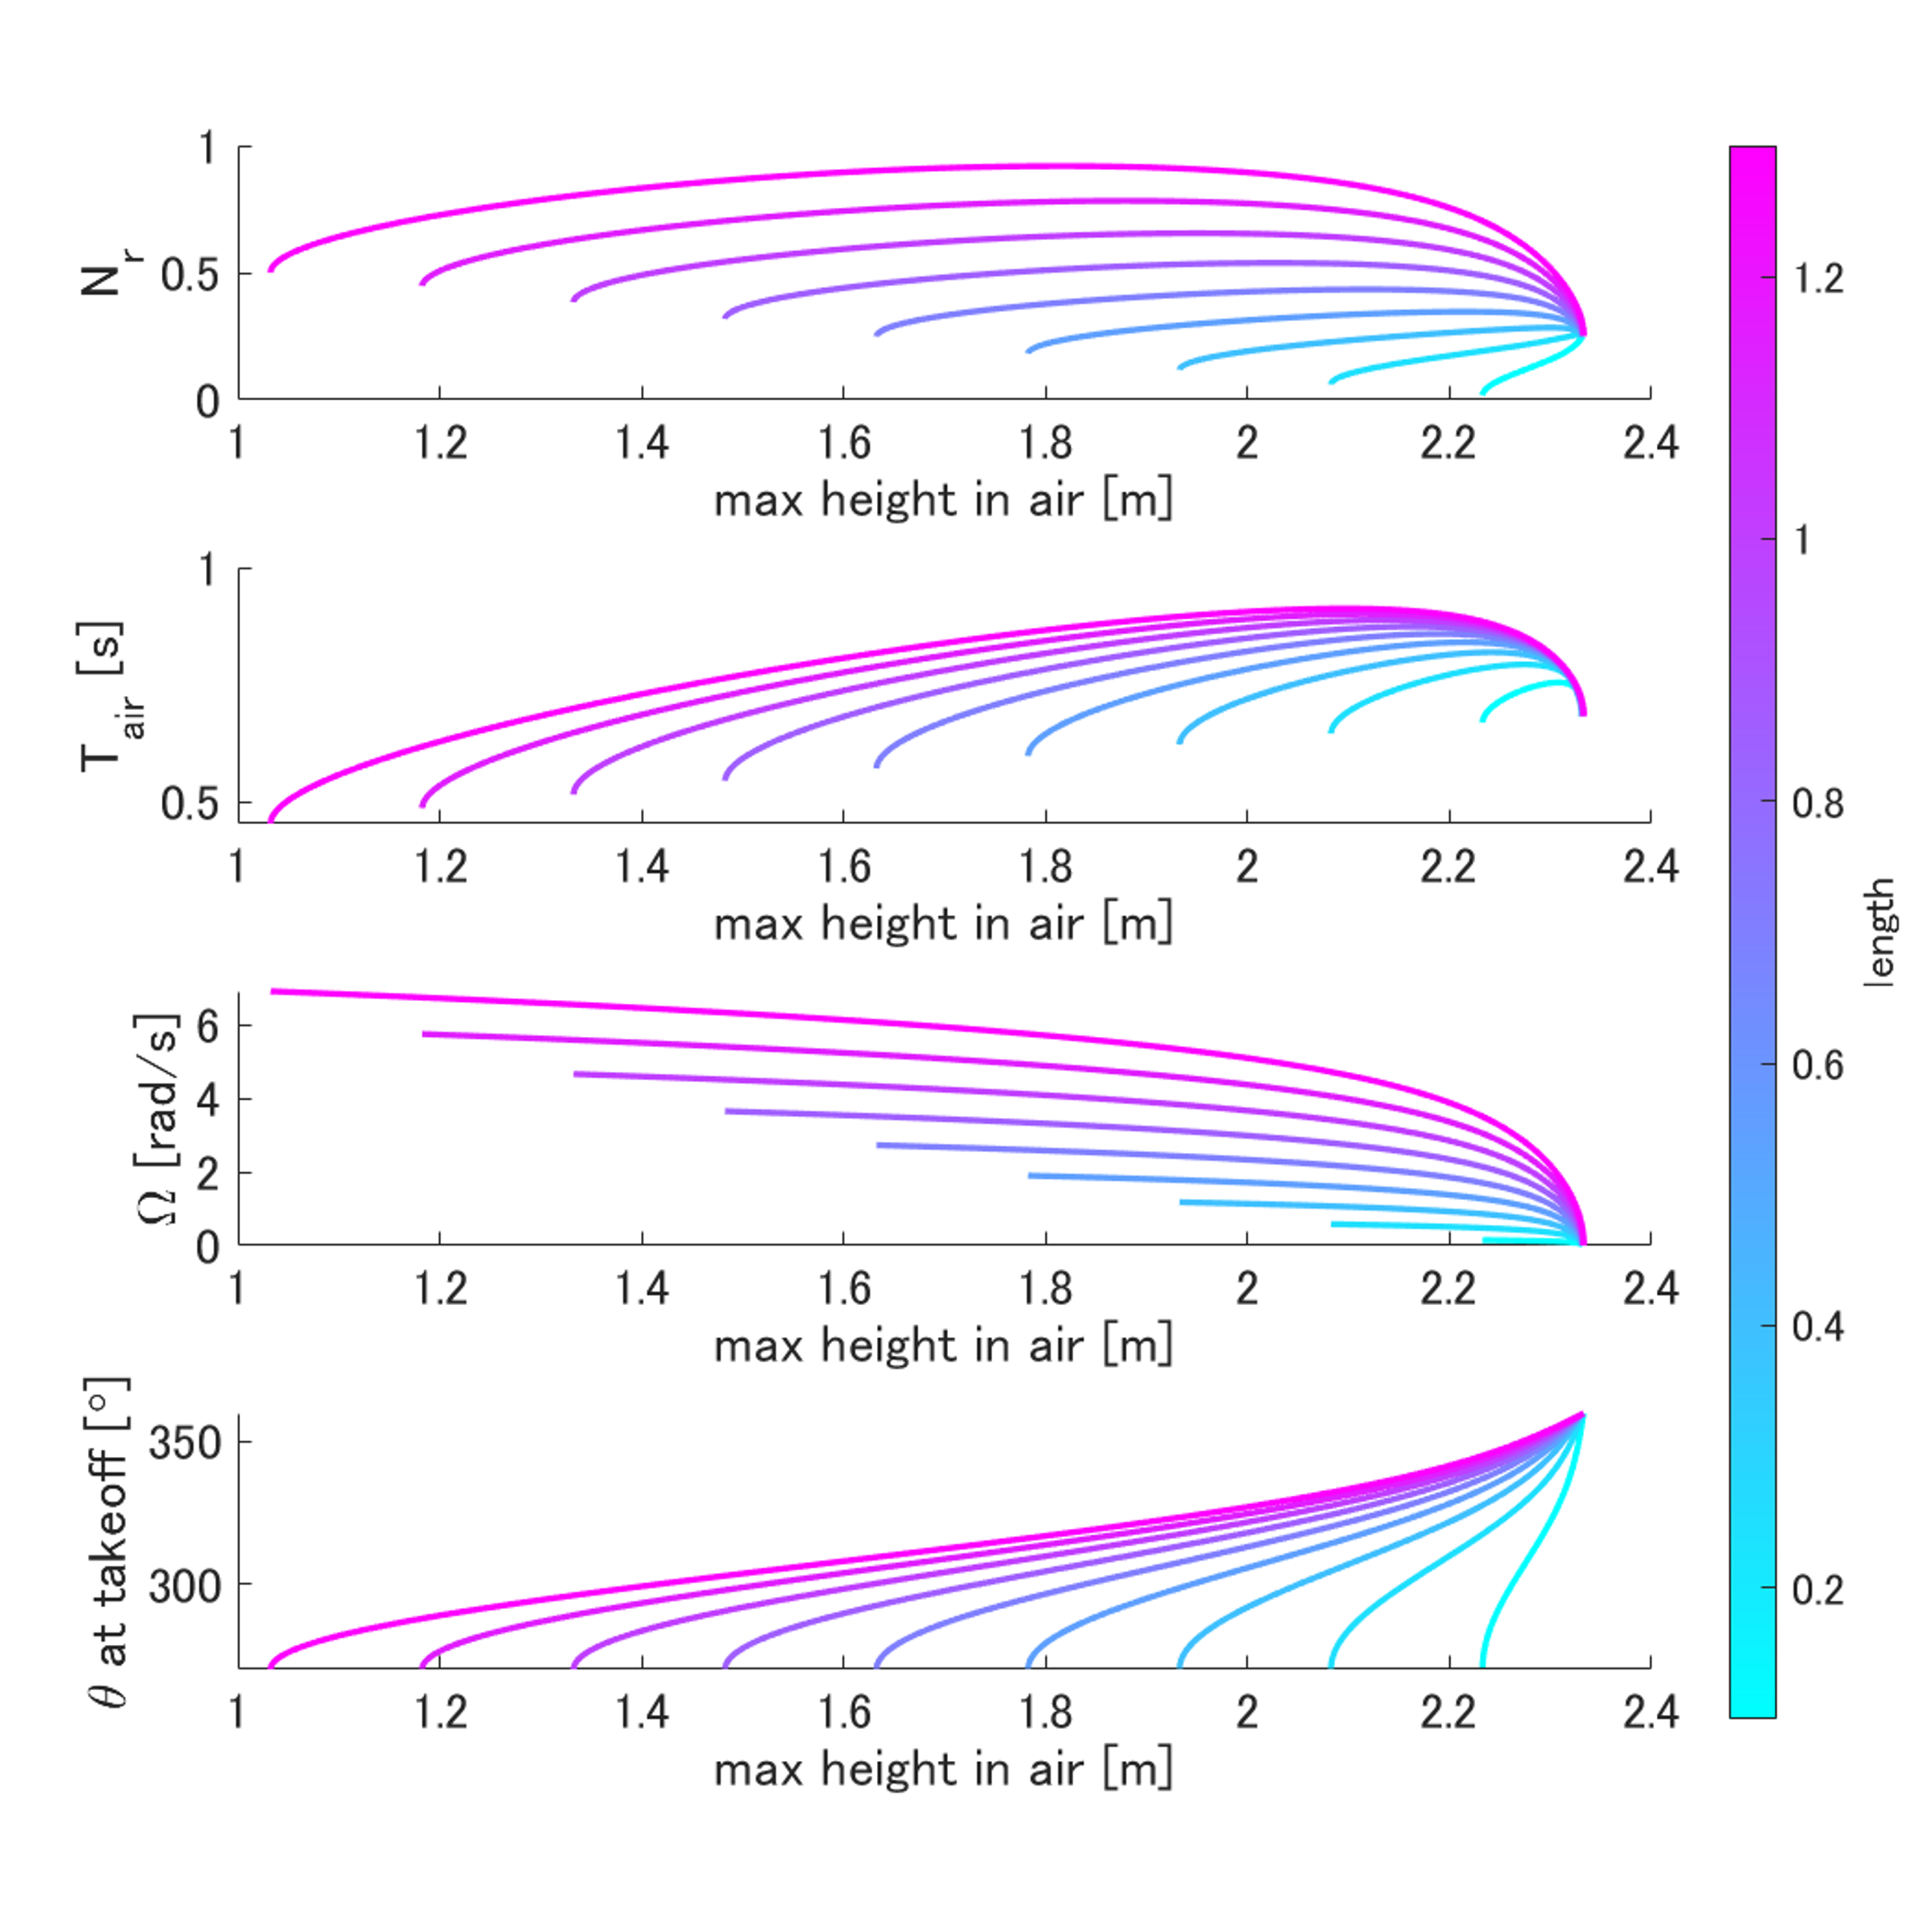 1
0.5
0
N_r
1 1.2 1.4 1.6 1.8 2 2.2 2.4
max height in air [m]
1
0.5
T_air [s]
1 1.2 1.4 1.6 1.8 2 2.2 2.4
max height in air [m]
6
4
2
0
Ω [rad/s]
1 1.2 1.4 1.6 1.8 2 2.2 2.4
max height in air [m]
350
300
θ at takeoff [°]
1 1.2 1.4 1.6 1.8 2 2.2 2.4
max height in air [m]
1.2
1
0.8
0.6
0.4
0.2
length